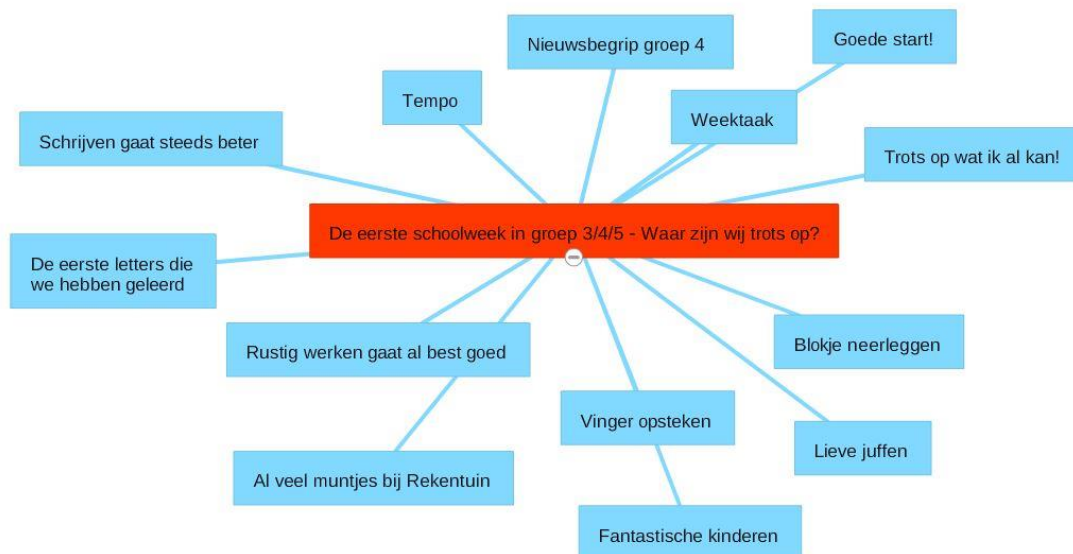 Nieuwsbegrip groep 4
Goede start!
Tempo
Weektaak
Schrijven gaat steeds beter
Trots op wat ik al kan!
De eerste schoolweek in groep 3/4/5 - Waar zijn wij trots op?
De eerste letters die
we hebben geleerd
Rustig werken gaat al best goed
Blokje neerleggen
Vinger opsteken
Lieve juffen
Al veel muntjes bij Rekentuin
Fantastische kinderen